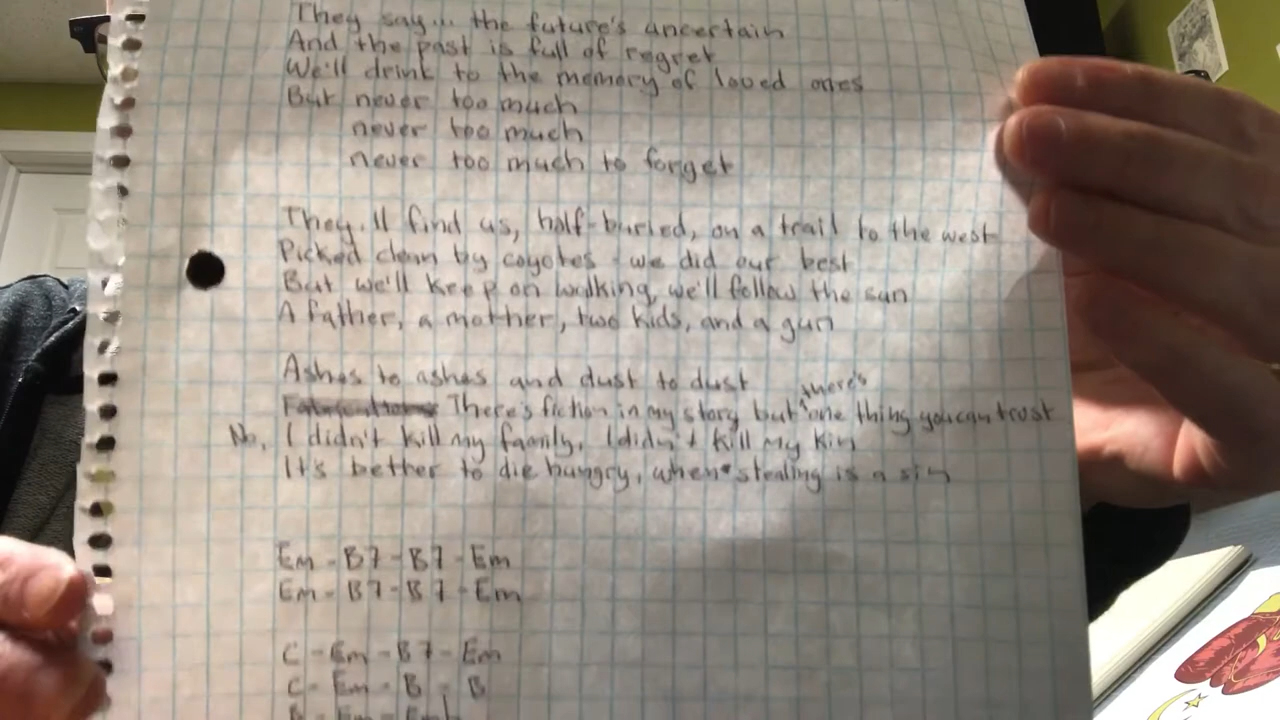 They say... the future's uncertain
And the past is full of regret
We'll drink to the memory of loved ones
But never too much
never too much
never too much to forget
They'll find us, half-buried, on a trail to the west
Picked clean by coyotes - we did our best
But we'll keep on walking, we'll follow the sun
A father, a mother, two kids, and a gun
Ashes to ashes and dust to dust
There's fiction in my story but there's one thing you can trust
No, I didn't kill my family, I didn't kill my kin
It's better to die hungry, when stealing is a sin
Em - B7 - B7 - Em
Em - B7 - B7 - Em
C - Em - B7 - Em
C - Em - B - B